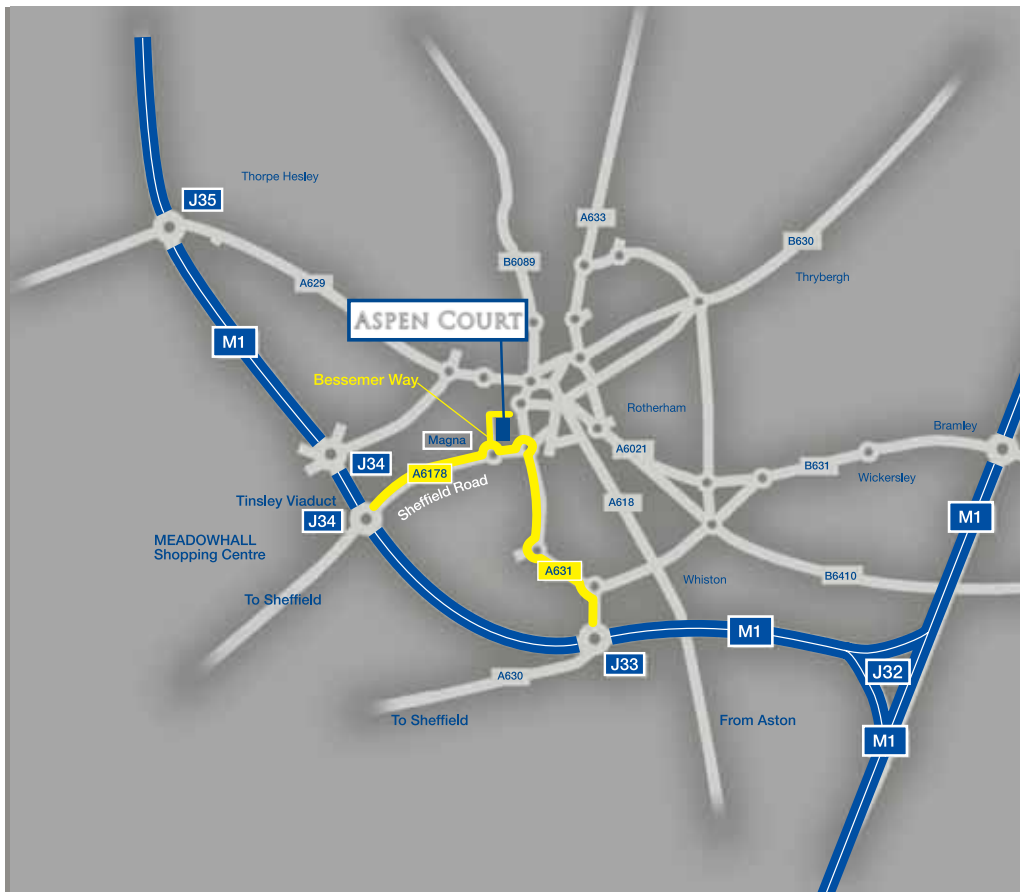 Thorpe Hesley
J35
A633
B6089
B630
Thrybergh
A629
ASPEN COURT
M1
Bessemer Way
Rotherham
Magna
A6021
Bramley
J34
A6178
B631
Wickersley
Sheffield Road
Tinsley Viaduct
A618
J34
M1
MEADOWHALL
Shopping Centre
A631
Whiston
B6410
To Sheffield
M1
J33
A630
J32
To Sheffield
From Aston
M1